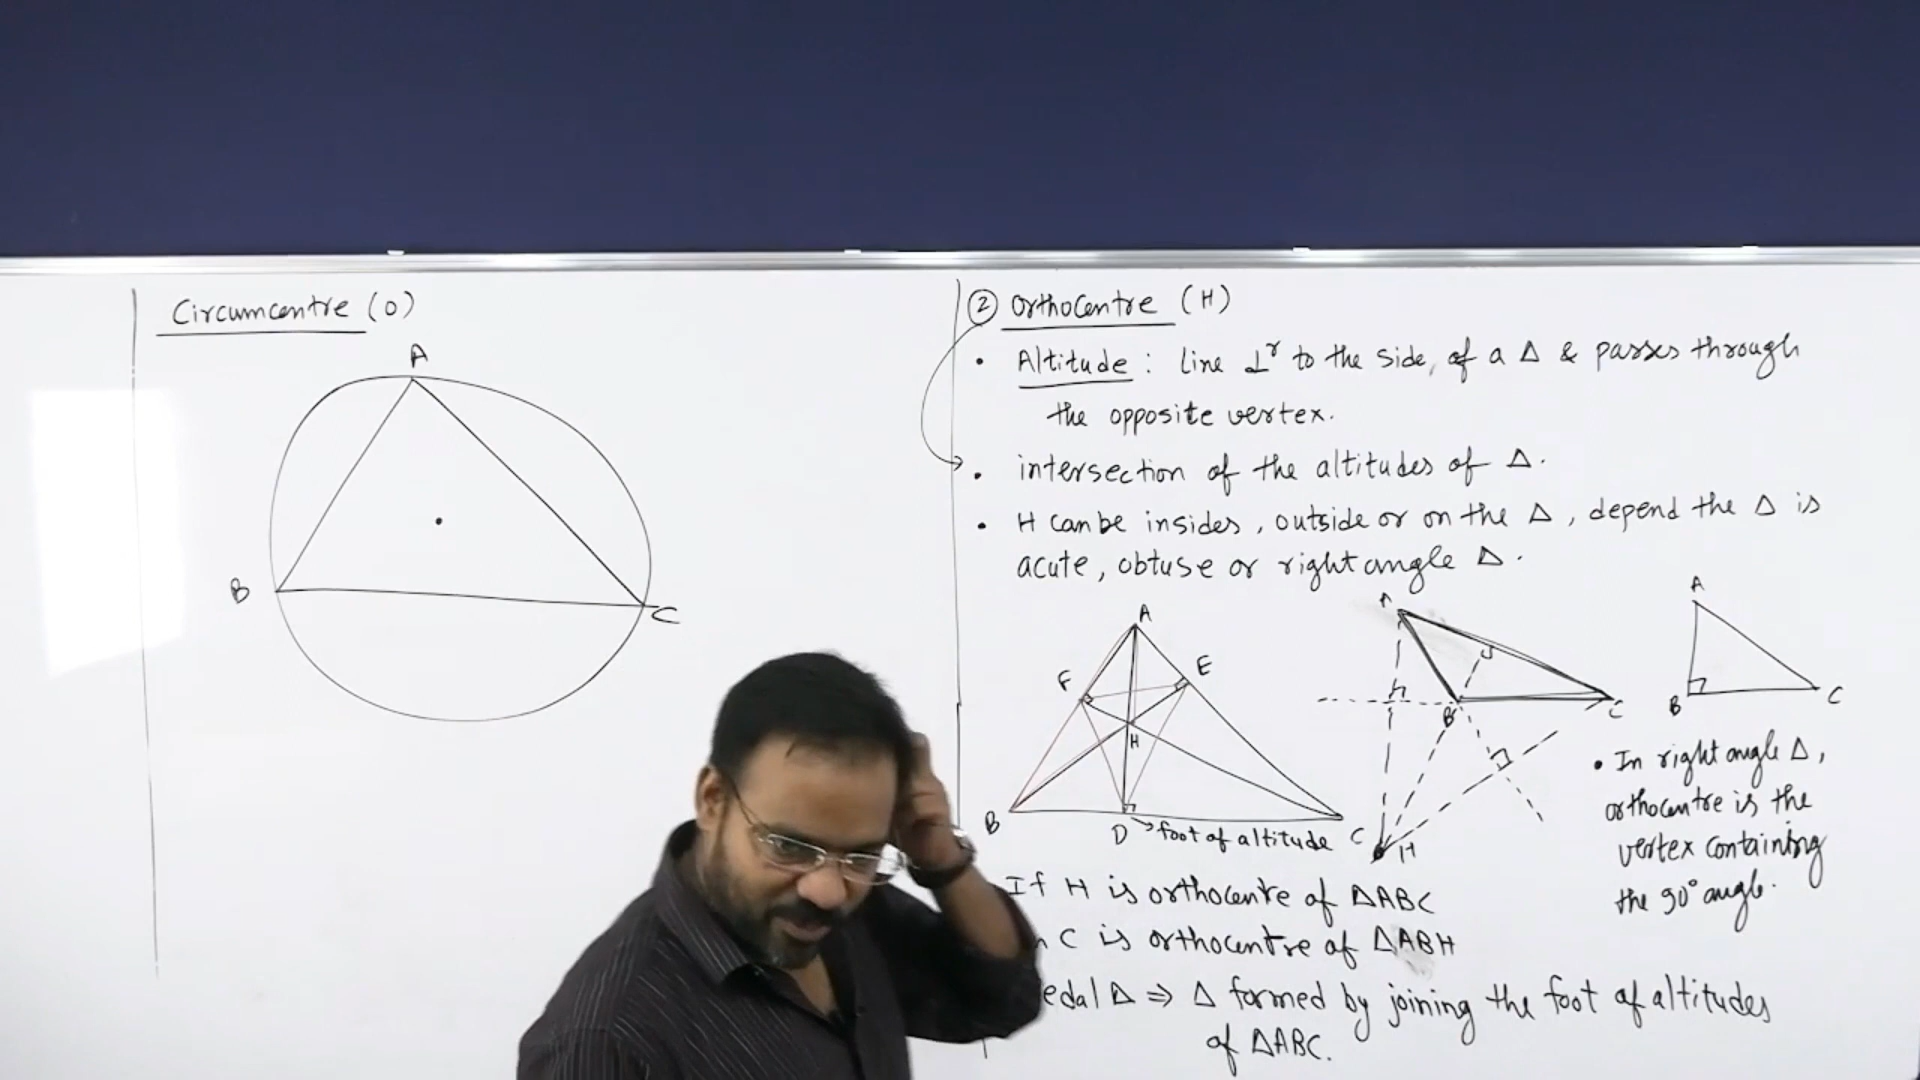 Circumcentre (O)
A
B
C
② Orthocentre (H)
• Altitude : line ⊥r to the side, of a Δ & passes through
the opposite vertex.
• intersection of the altitudes of Δ.
• H can be insides, outside or on the Δ, depend the Δ is
acute, obtuse or right angle Δ.
A
F
E
H
B
D → foot of altitude
C
A
B
C
H
A
B
C
• In right angle Δ,
orthocentre is the
vertex containing
the 90° angle.
If H is orthocentre of ΔABC
C is orthocentre of ΔABH
edal Δ ⇒ Δ formed by joining the foot of altitudes
of ΔABC.